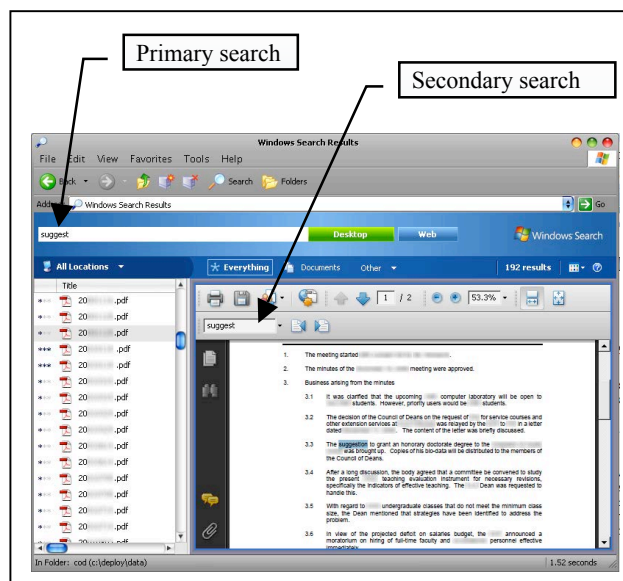 Primary search
Secondary search
Windows Search Results
File Edit View Favorites Tools Help
Back Search Folders
Windows Search Results Go
suggest Desktop Web Windows Search
All Locations Everything Documents Other 192 results
Title
20 .pdf
20 .pdf
20 .pdf
20 .pdf
20 .pdf
20 .pdf
20 .pdf
20 .pdf
20 .pdf
20 .pdf
20 .pdf
20 .pdf
20 .pdf
1 / 2 53.3%
suggest
1. The meeting started
2. The minutes of the meeting were approved.
3. Business arising from the minutes
3.1 It was clarified that the upcoming computer laboratory will be open to
students. However, priority users would be students.
3.2 The decision of the Council of Deans on the request of for service courses and
other extension services at was relayed by the to in a letter
dated The content of the letter was briefly discussed.
3.3 The suggestion to grant an honorary doctorate degree to the
was brought up. Copies of his bio-data will be distributed to the members of
the Council of Deans.
3.4 After a long discussion, the body agreed that a committee be convened to study
the present teaching evaluation instrument for necessary revisions,
specifically the indicators of effective teaching. The Dean was requested to
handle this.
3.5 With regard to undergraduate classes that do not meet the minimum class
size, the Dean mentioned that strategies have been identified to address the
problem.
3.6 In view of the projected deficit on salaries budget, the announced a
moratorium on hiring of full-time faculty and personnel effective
immediately.
In Folder: cod (c:\deploy\data) 1.52 seconds